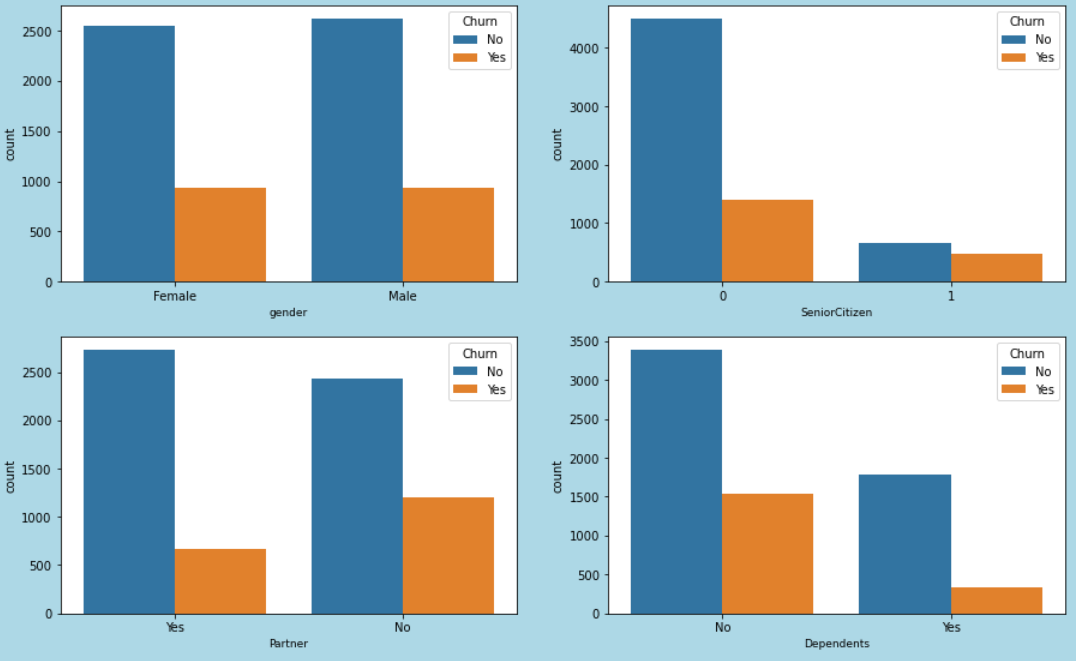 Churn
No
Yes
2500
2000
1500
1000
500
0
count
Female Male
gender
Churn
No
Yes
4000
3000
2000
1000
0
count
0 1
SeniorCitizen
Churn
No
Yes
2500
2000
1500
1000
500
0
count
Yes No
Partner
Churn
No
Yes
3500
3000
2500
2000
1500
1000
500
0
count
No Yes
Dependents